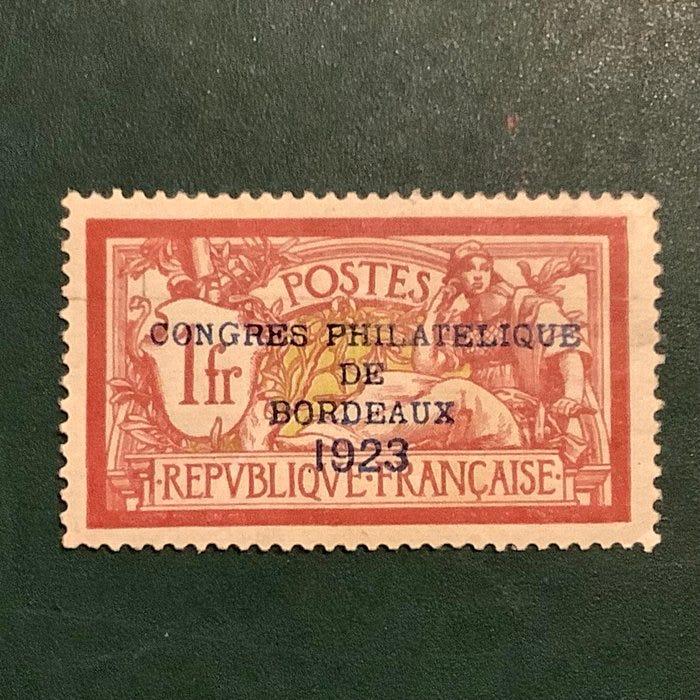 POSTES
1fr
CONGRES PHILATELIQUE
DE
BORDEAUX
1923
·REPVBLIQVE·FRANÇAISE·